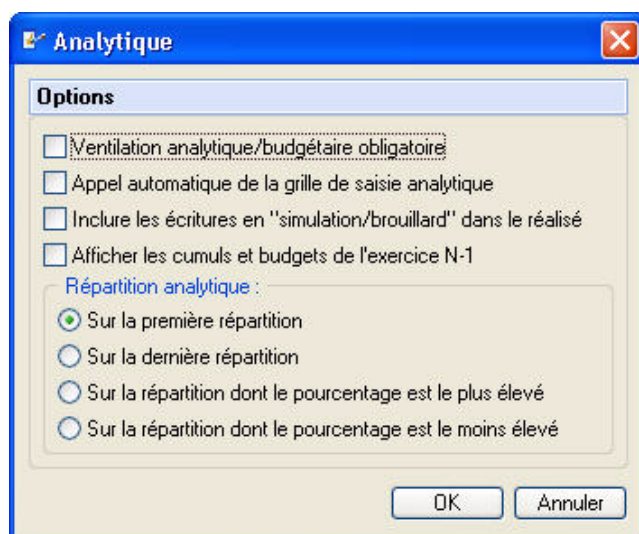 Analytique
Options
Ventilation analytique/budgétaire obligatoire
Appel automatique de la grille de saisie analytique
Inclure les écritures en "simulation/brouillard" dans le réalisé
Afficher les cumuls et budgets de l'exercice N-1
Répartition analytique :
Sur la première répartition
Sur la dernière répartition
Sur la répartition dont le pourcentage est le plus élevé
Sur la répartition dont le pourcentage est le moins élevé
OK Annuler